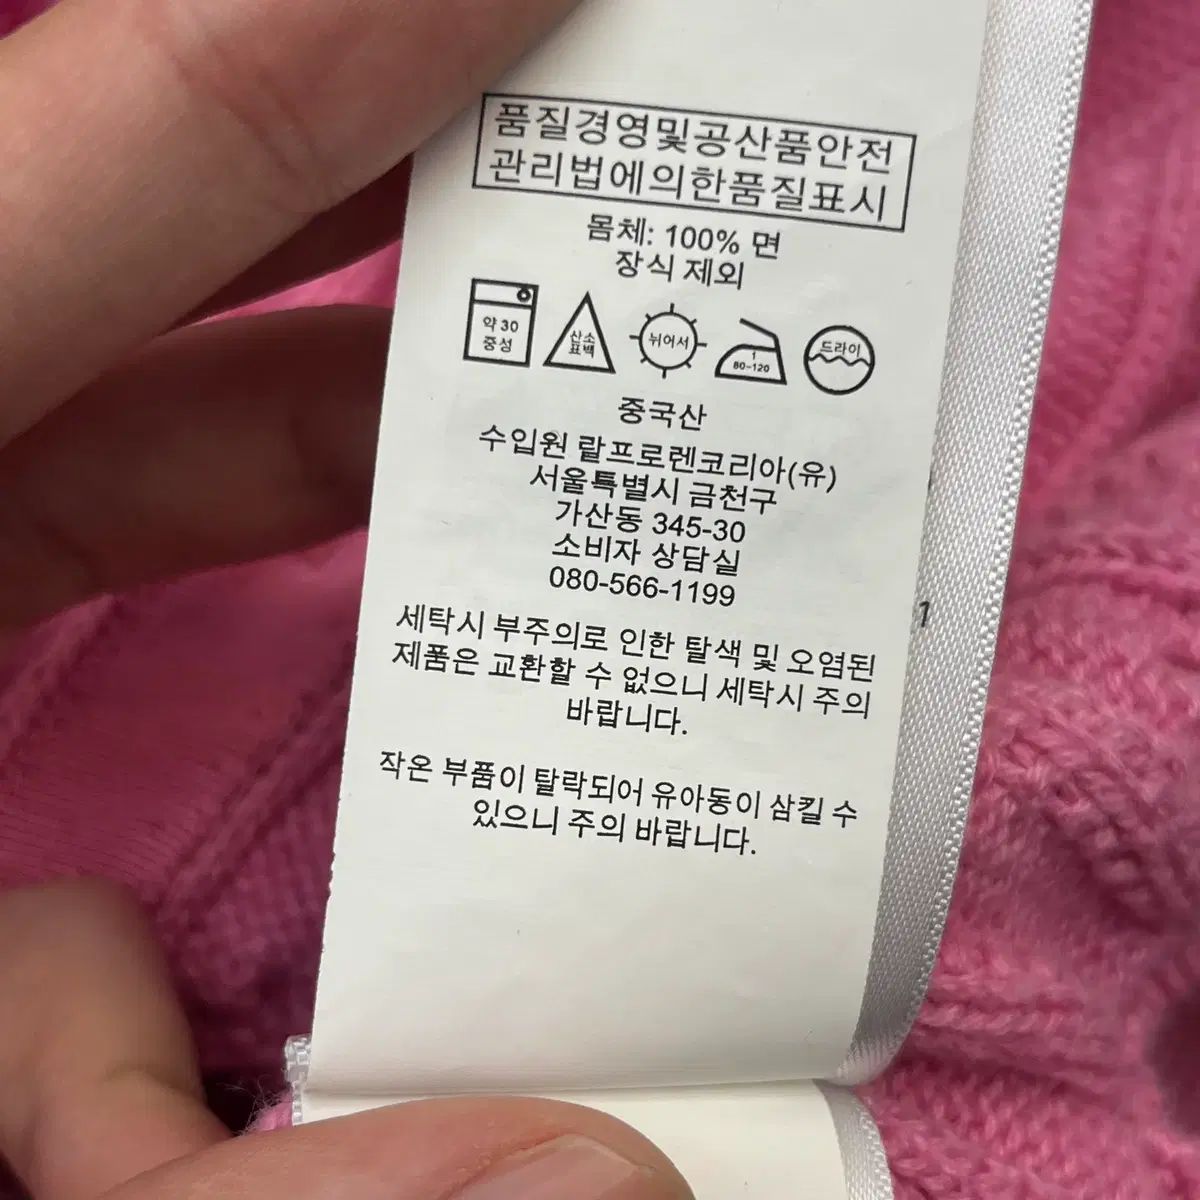 품질경영및공산품안전
관리법에의한품질표시
몸체: 100% 면
장식 제외
약 30
중성
산소
표백
뉘어서
1
80-120
드라이
중국산
수입원 랄프로렌코리아(유)
서울특별시 금천구
가산동 345-30
소비자 상담실
080-566-1199
세탁시 부주의로 인한 탈색 및 오염된
제품은 교환할 수 없으니 세탁시 주의
바랍니다.
작온 부품이 탈락되어 유아동이 삼킬 수
있으니 주의 바랍니다.
1